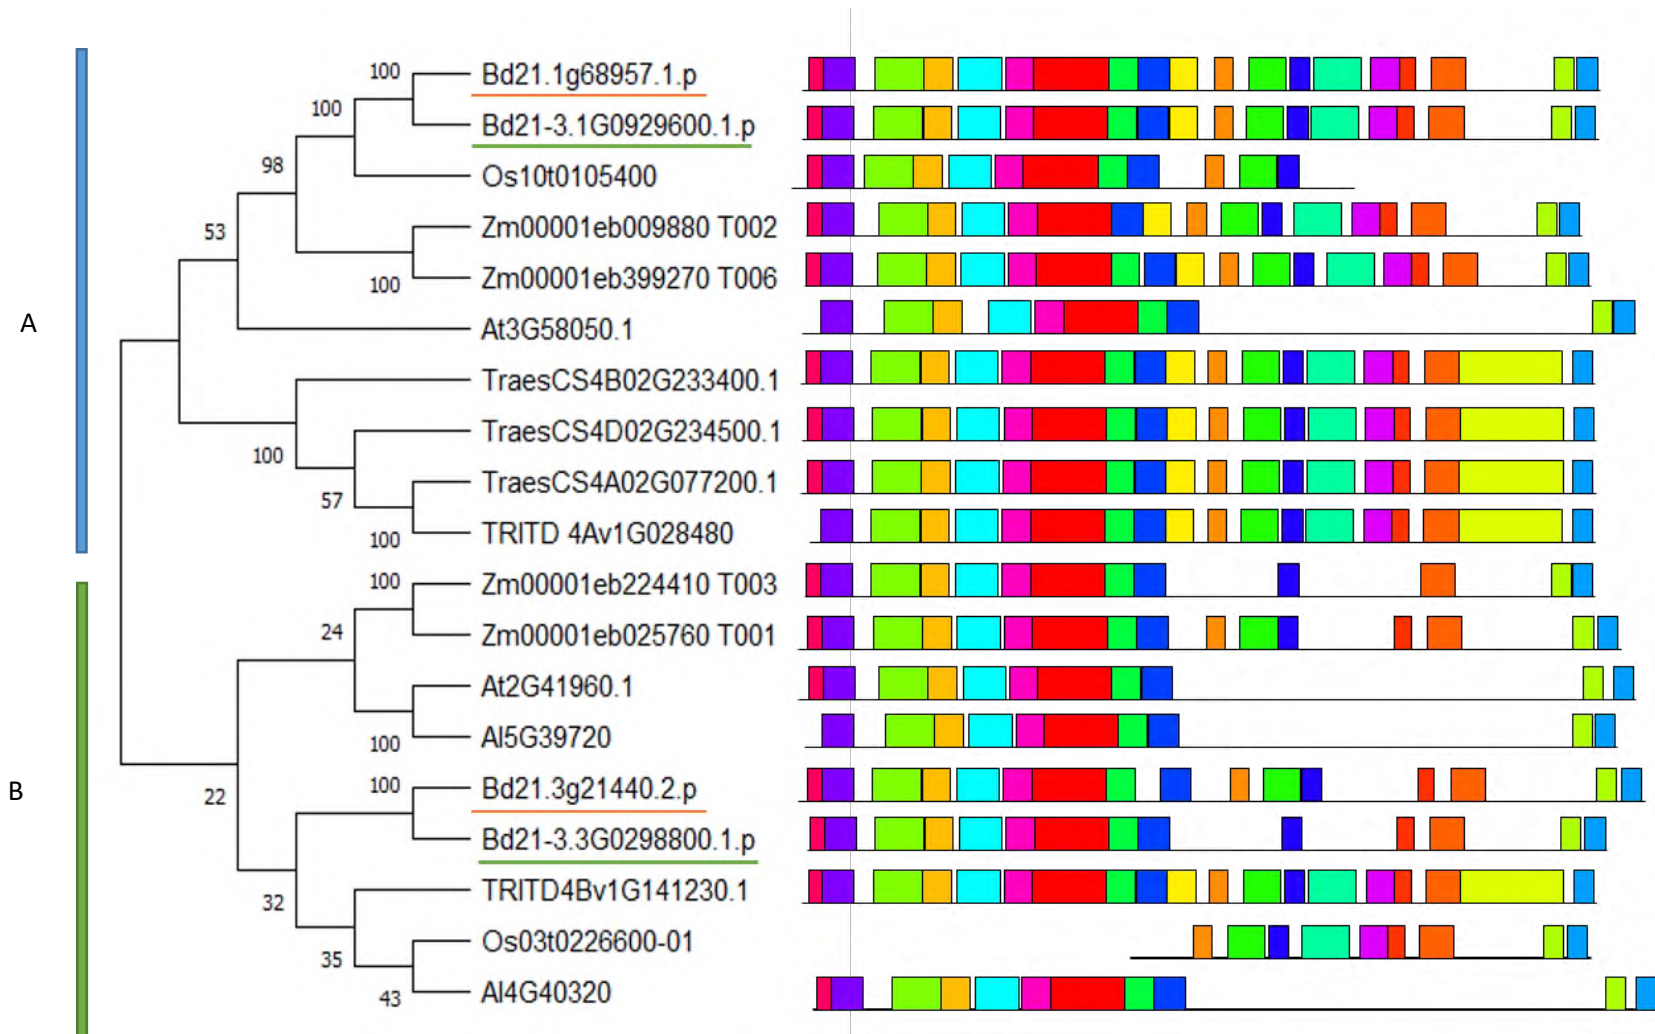 100
Bd21.1g68957.1.p
100
Bd21-3.1G0929600.1.p
98
Os10t0105400
53
Zm00001eb009880 T002
100
Zm00001eb399270 T006
A
At3G58050.1
TraesCS4B02G233400.1
TraesCS4D02G234500.1
100
TraesCS4A02G077200.1
57
TRITD 4Av1G028480
100
100
Zm00001eb224410 T003
24
Zm00001eb025760 T001
At2G41960.1
100
Al5G39720
B
22
100
Bd21.3g21440.2.p
Bd21-3.3G0298800.1.p
32
TRITD4Bv1G141230.1
35
Os03t0226600-01
43
Al4G40320